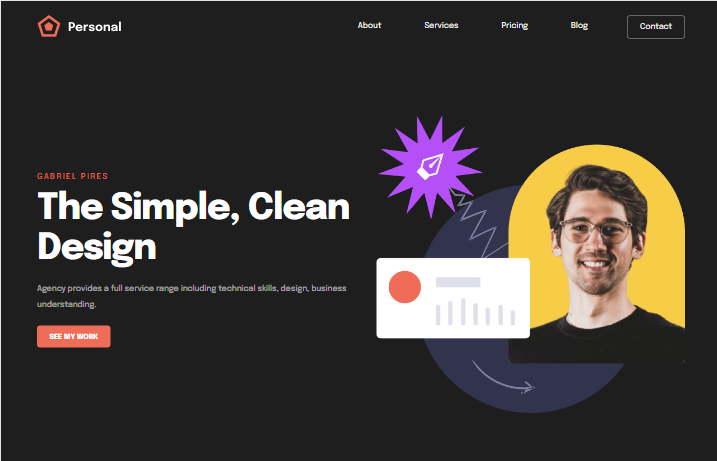 Personal
About
Services
Pricing
Blog
Contact
GABRIEL PIRES
The Simple, Clean
Design
Agency provides a full service range including technical skills, design, business
understanding.
SEE MY WORK